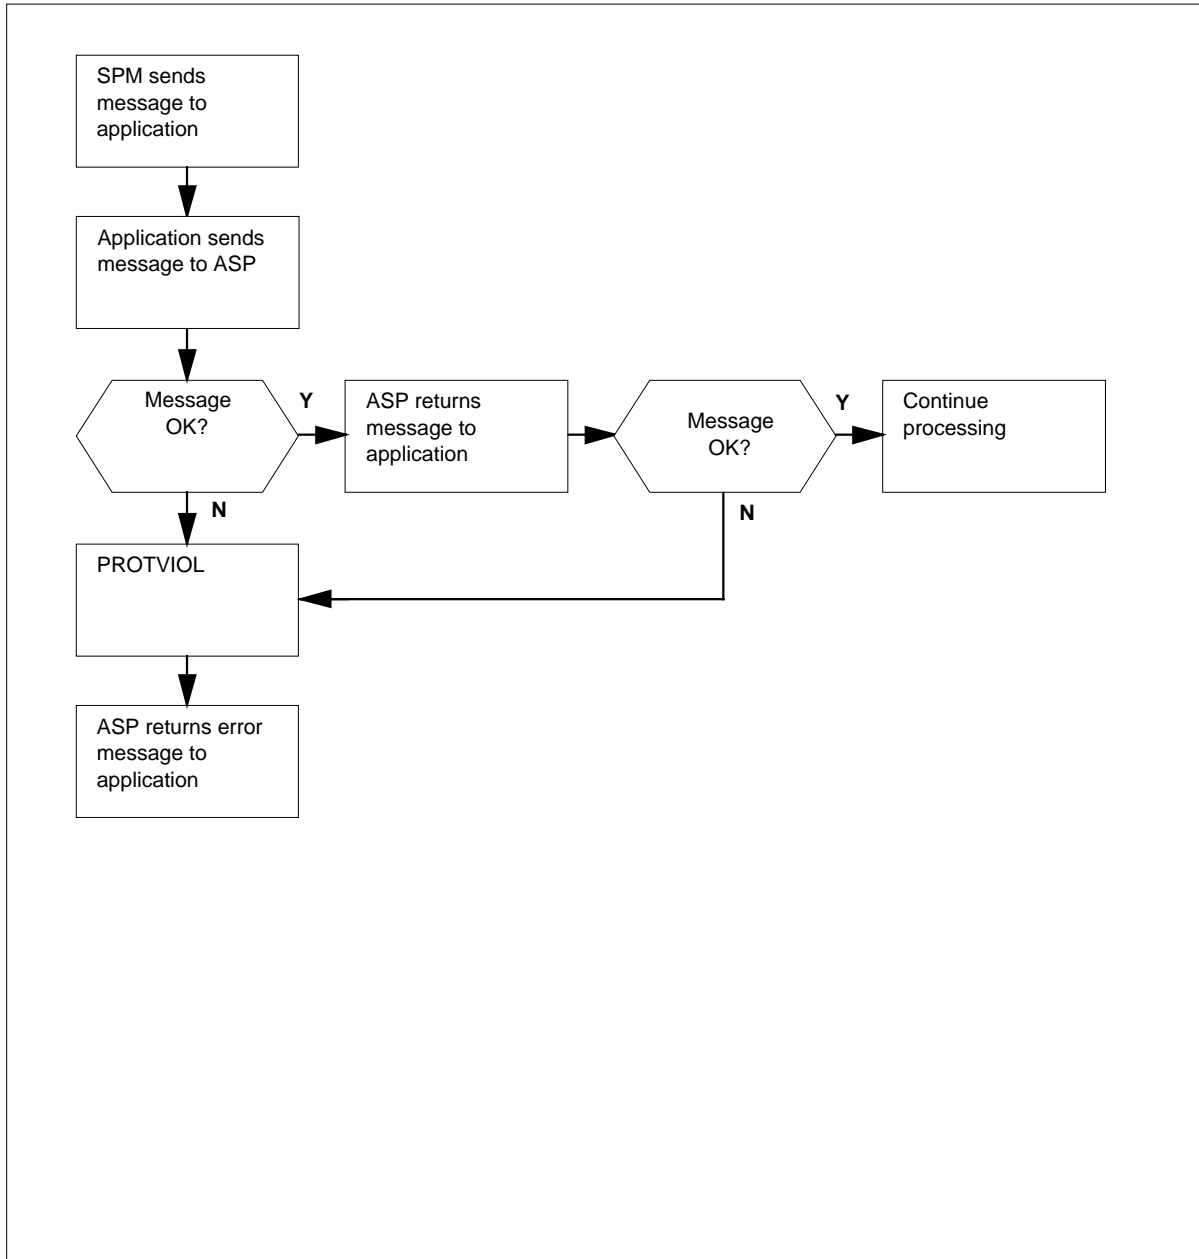 SPM sends
message to
application
Application sends
message to ASP
Message
OK?
Y
ASP returns
message to
application
Message
OK?
Y
Continue
processing
N
N
PROTVIOL
ASP returns error
message to
application